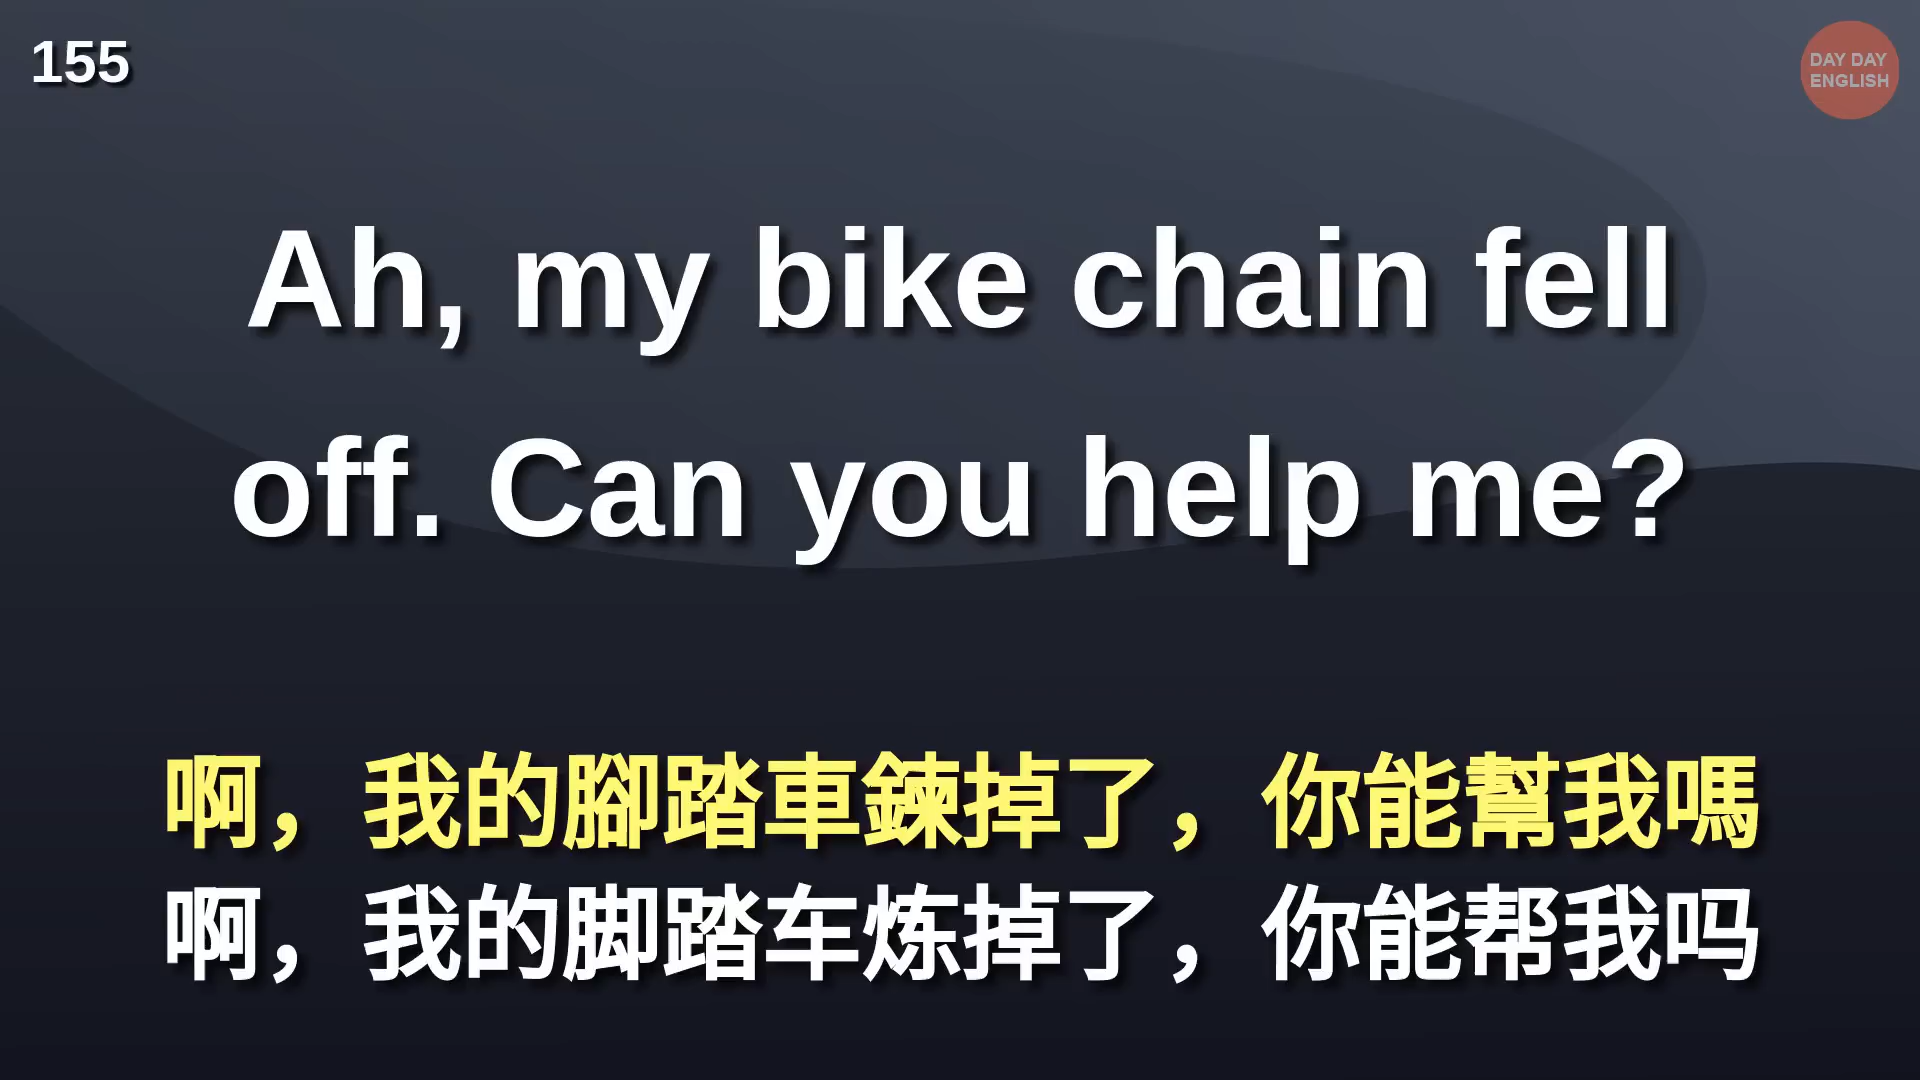 155
DAY DAY
ENGLISH
Ah, my bike chain fell
off. Can you help me?
啊，我的腳踏車鍊掉了，你能幫我嗎
啊，我的脚踏车炼掉了，你能帮我吗